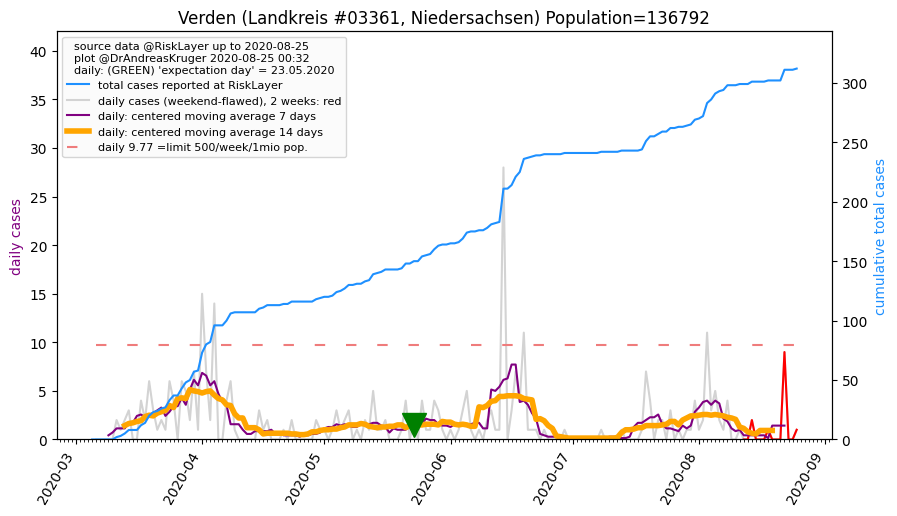 Verden (Landkreis #03361, Niedersachsen) Population=136792
source data @RiskLayer up to 2020-08-25
plot @DrAndreasKruger 2020-08-25 00:32
daily: (GREEN) 'expectation day' = 23.05.2020
total cases reported at RiskLayer
daily cases (weekend-flawed), 2 weeks: red
daily: centered moving average 7 days
daily: centered moving average 14 days
daily 9.77 =limit 500/week/1mio pop.
daily cases
40
35
30
25
20
15
10
5
0
cumulative total cases
300
250
200
150
100
50
0
2020-03
2020-04
2020-05
2020-06
2020-07
2020-08
2020-09